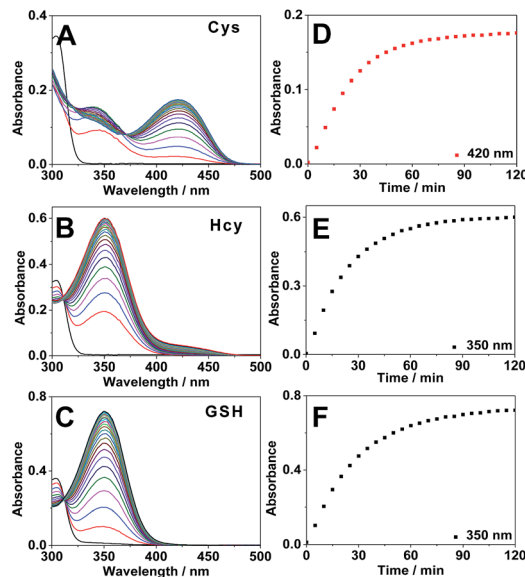 A
Cys
Absorbance
0.4
0.2
0.0
300 350 400 450 500
Wavelength / nm
D
Absorbance
0.2
0.1
0.0
0 30 60 90 120
420 nm
Time / min
B
Hcy
Absorbance
0.6
0.4
0.2
0.0
300 350 400 450 500
Wavelength / nm
E
Absorbance
0.6
0.3
0.0
0 30 60 90 120
350 nm
Time / min
C
GSH
Absorbance
0.8
0.4
0.0
300 350 400 450 500
Wavelength / nm
F
Absorbance
0.8
0.4
0.0
0 30 60 90 120
350 nm
Time / min